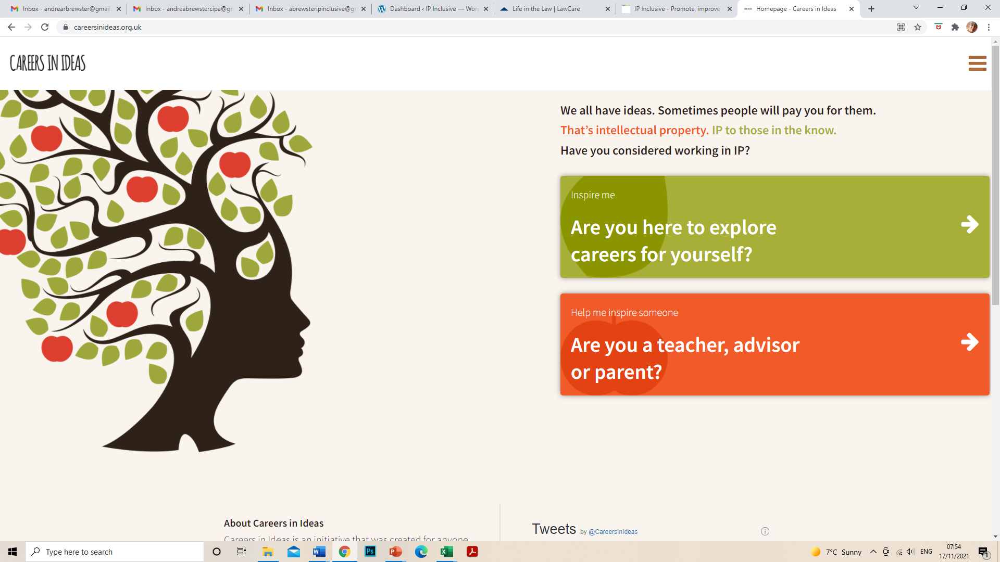 Inbox - andrearbrewster@gmail.
Inbox - andreabrewstercipa@gm
Inbox - abrewsteripinclusive@gm
Dashboard ‹ IP Inclusive — Wor
Life in the Law | LawCare
IP Inclusive - Promote, improve
Homepage - Careers in Ideas
careersinideas.org.uk
CAREERS IN IDEAS
We all have ideas. Sometimes people will pay you for them.
That’s intellectual property. IP to those in the know.
Have you considered working in IP?
Inspire me
Are you here to explore
careers for yourself?
Help me inspire someone
Are you a teacher, advisor
or parent?
About Careers in Ideas
Careers in Ideas is an initiative that was created for anyone
Tweets by @CareersInIdeas
Type here to search
7°C Sunny
ENG
07:54
17/11/2021
1